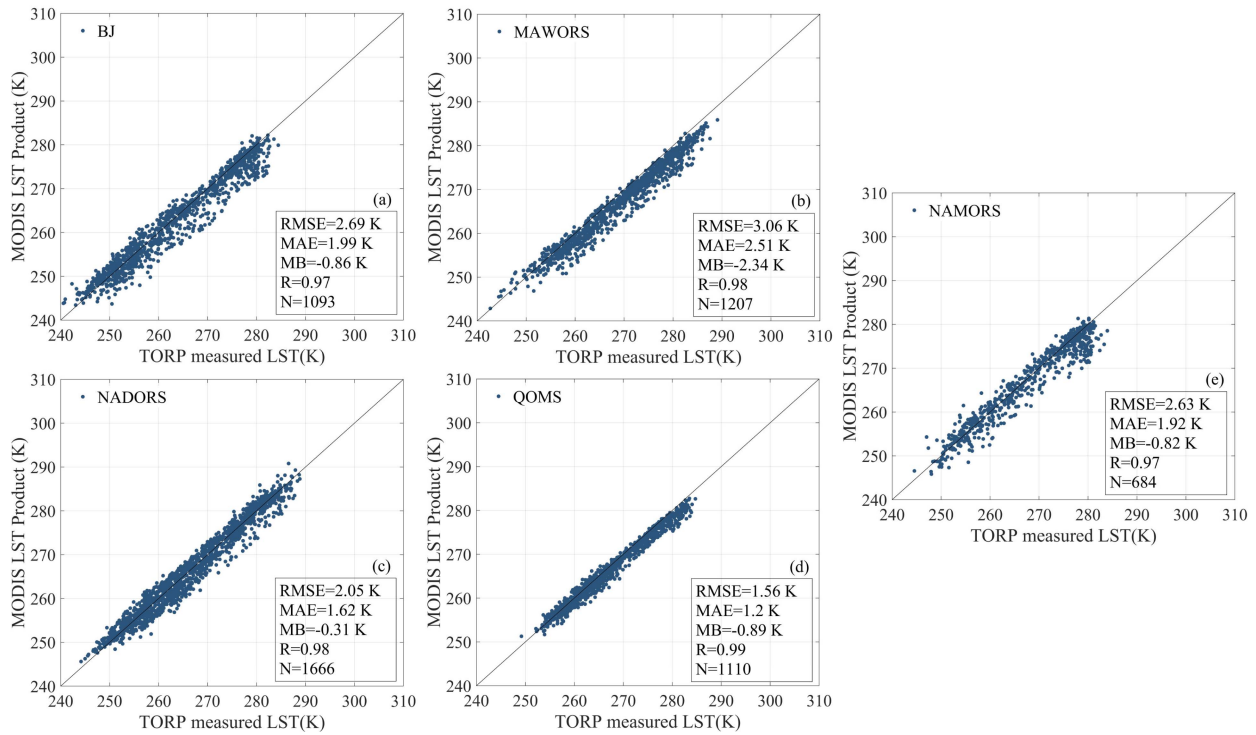 310
300
290
280
270
260
250
240
MODIS LST Product (K)
BJ
(a)
RMSE=2.69 K
MAE=1.99 K
MB=-0.86 K
R=0.97
N=1093
240 250 260 270 280 290 300 310
TORP measured LST(K)
310
300
290
280
270
260
250
240
MODIS LST Product (K)
MAWORS
(b)
RMSE=3.06 K
MAE=2.51 K
MB=-2.34 K
R=0.98
N=1207
240 250 260 270 280 290 300 310
TORP measured LST(K)
310
300
290
280
270
260
250
240
MODIS LST Product (K)
NADORS
(c)
RMSE=2.05 K
MAE=1.62 K
MB=-0.31 K
R=0.98
N=1666
240 250 260 270 280 290 300 310
TORP measured LST(K)
310
300
290
280
270
260
250
240
MODIS LST Product (K)
QOMS
(d)
RMSE=1.56 K
MAE=1.2 K
MB=-0.89 K
R=0.99
N=1110
240 250 260 270 280 290 300 310
TORP measured LST(K)
310
300
290
280
270
260
250
240
MODIS LST Product (K)
NAMORS
(e)
RMSE=2.63 K
MAE=1.92 K
MB=-0.82 K
R=0.97
N=684
240 250 260 270 280 290 300 310
TORP measured LST(K)